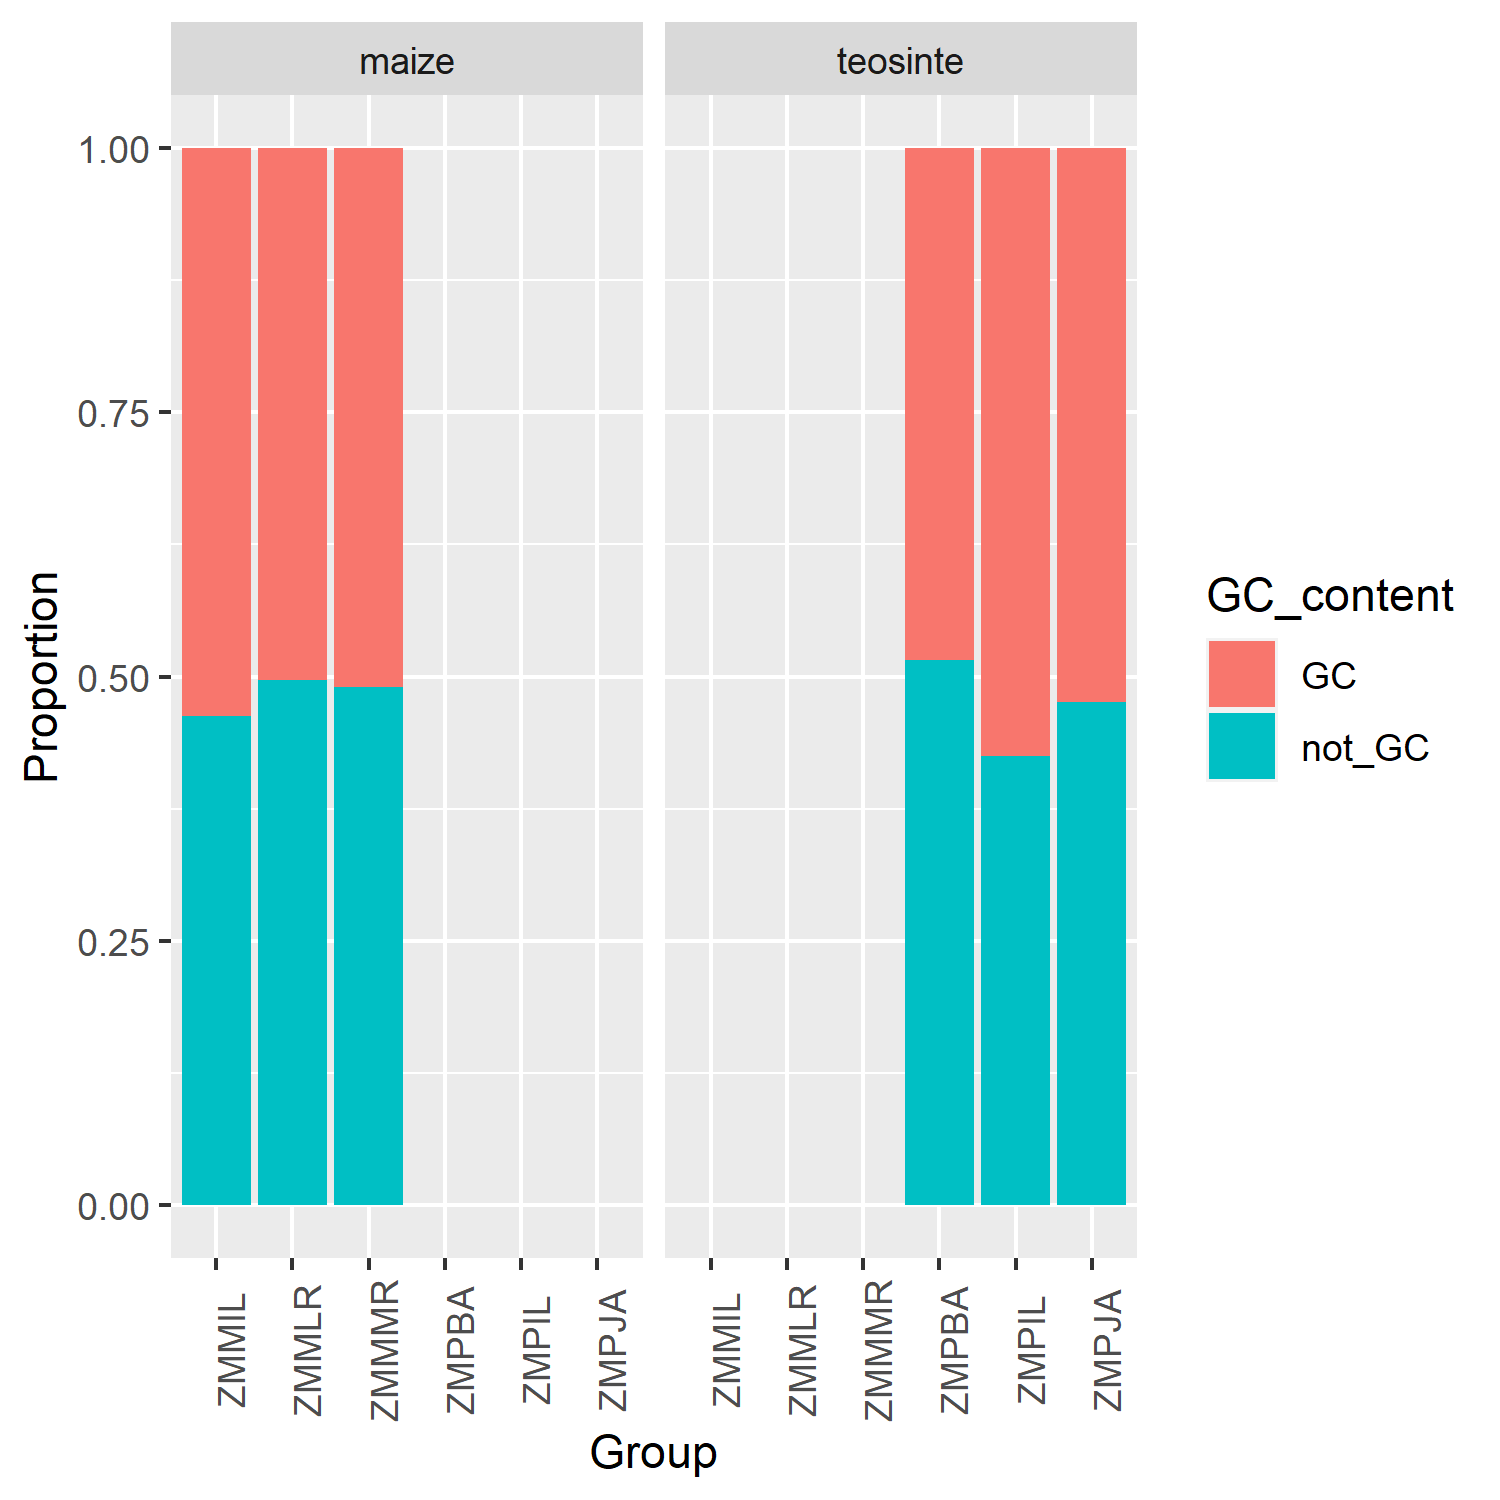 maize
teosinte
1.00
0.75
0.50
0.25
0.00
Proportion
ZMMIL
ZMMLR
ZMMMR
ZMPBA
ZMPIL
ZMPJA
ZMMIL
ZMMLR
ZMMMR
ZMPBA
ZMPIL
ZMPJA
Group
GC_content
GC
not_GC